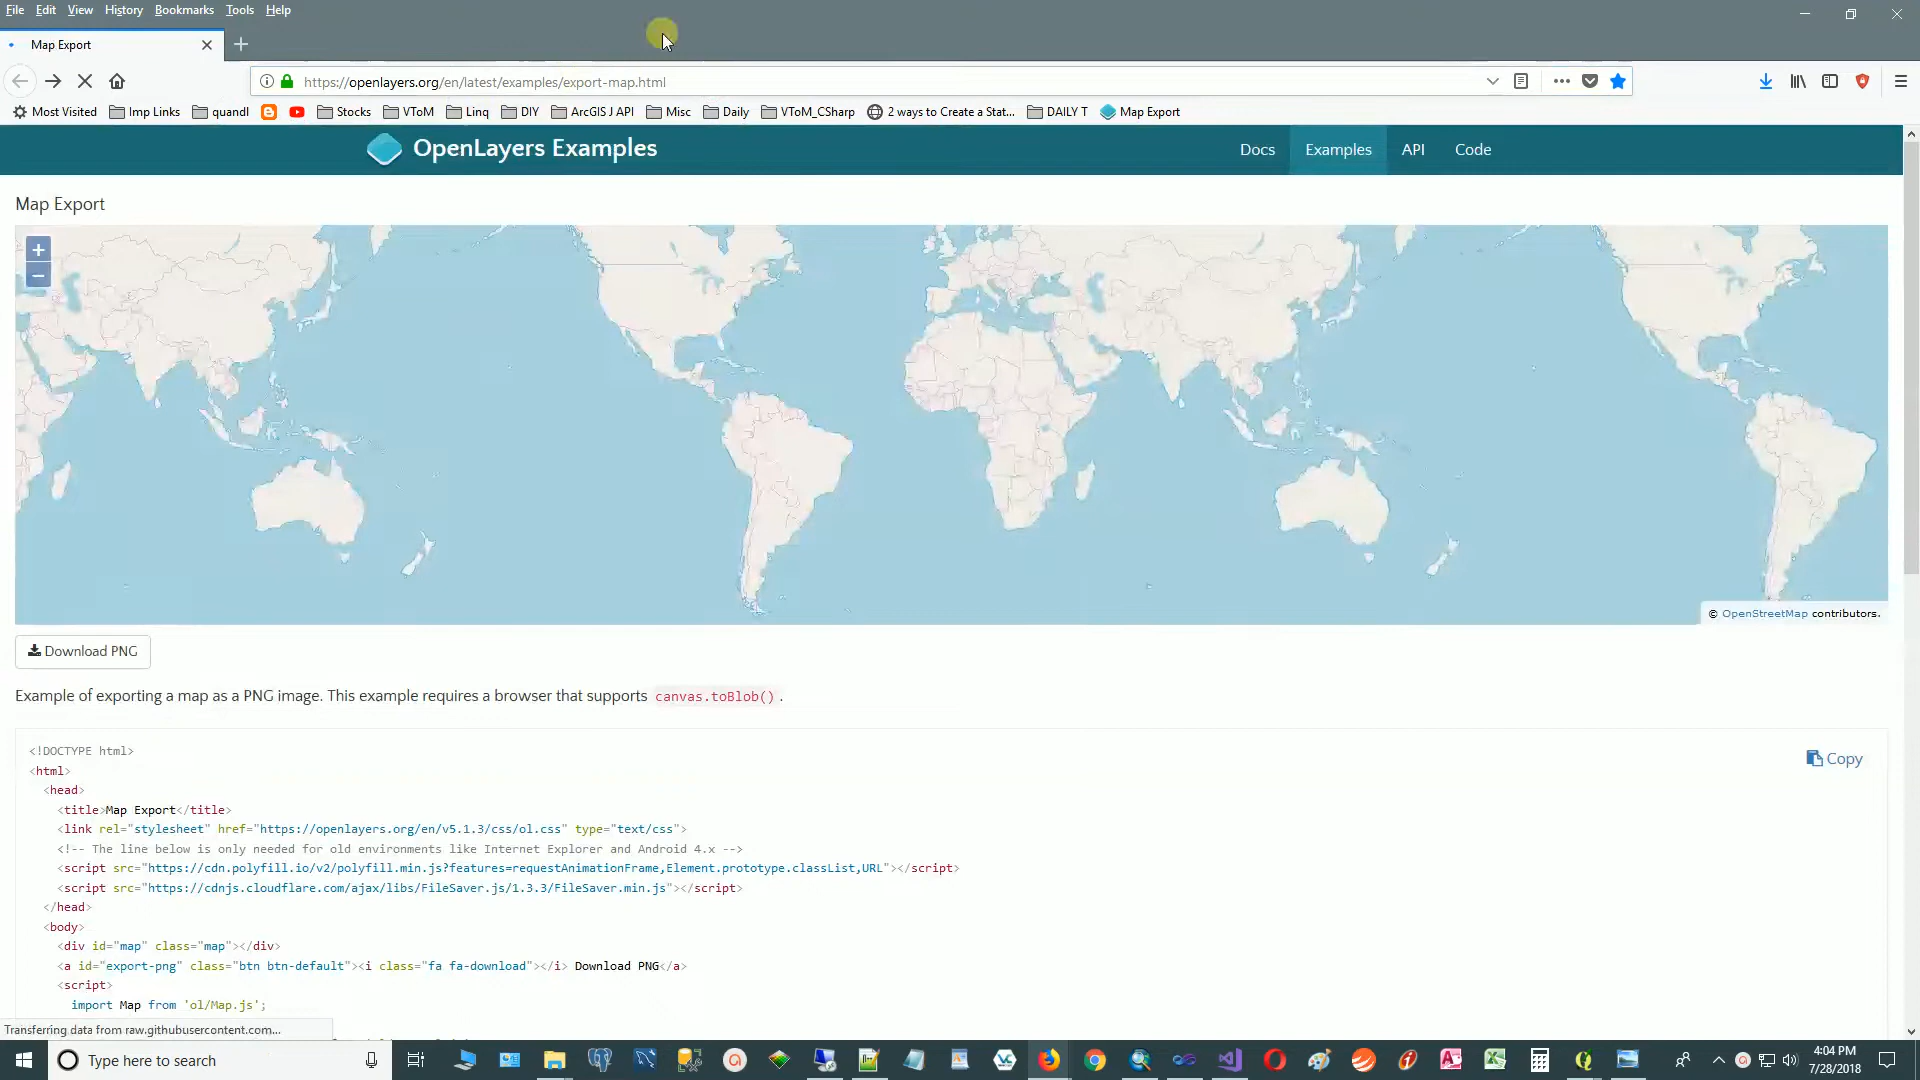 File Edit View History Bookmarks Tools Help
Map Export
https://openlayers.org/en/latest/examples/export-map.html
Most Visited Imp Links quandl Stocks VToM Linq DIY ArcGIS J API Misc Daily VToM_CSharp 2 ways to Create a Stat... DAILY T Map Export
OpenLayers Examples Docs Examples API Code
Map Export
+
−
© OpenStreetMap contributors.
Download PNG
Example of exporting a map as a PNG image. This example requires a browser that supports canvas.toBlob() .
Copy
<!DOCTYPE html>
<html>
<head>
<title>Map Export</title>
<link rel="stylesheet" href="https://openlayers.org/en/v5.1.3/css/ol.css" type="text/css">
<!-- The line below is only needed for old environments like Internet Explorer and Android 4.x -->
<script src="https://cdn.polyfill.io/v2/polyfill.min.js?features=requestAnimationFrame,Element.prototype.classList,URL"></script>
<script src="https://cdnjs.cloudflare.com/ajax/libs/FileSaver.js/1.3.3/FileSaver.min.js"></script>
</head>
<body>
<div id="map" class="map"></div>
<a id="export-png" class="btn btn-default"><i class="fa fa-download"></i> Download PNG</a>
<script>
import Map from 'ol/Map.js';
Transferring data from raw.githubusercontent.com...
Type here to search
4:04 PM
7/28/2018